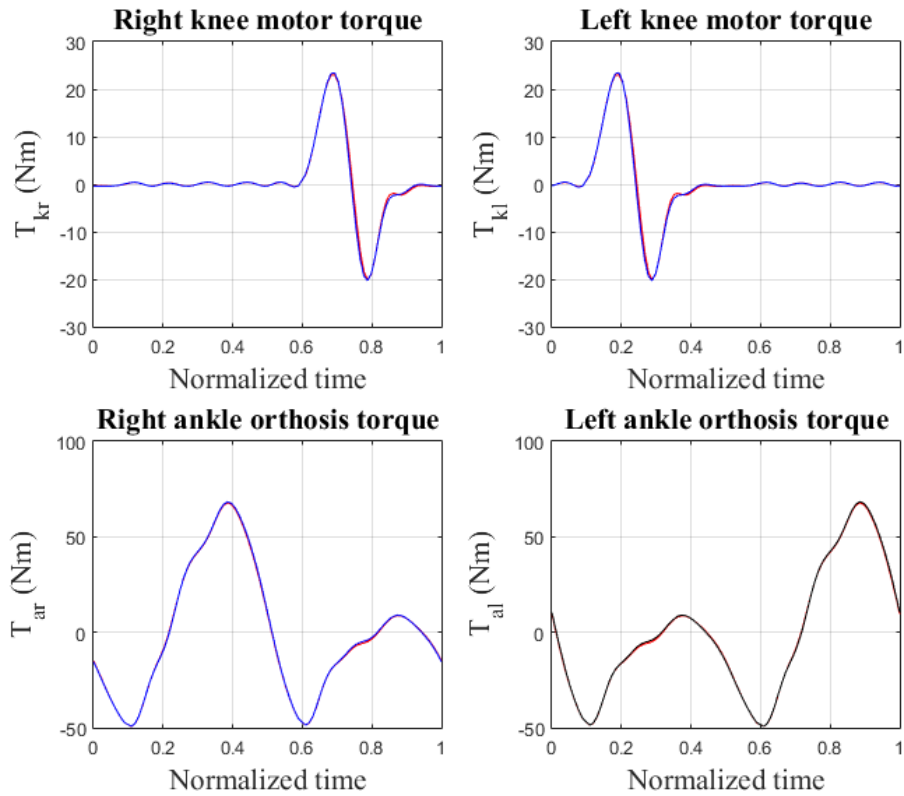 Right knee motor torque
30
20
10
0
-10
-20
-30
T_kr (Nm)
0 0.2 0.4 0.6 0.8 1
Normalized time
Left knee motor torque
30
20
10
0
-10
-20
-30
T_kl (Nm)
0 0.2 0.4 0.6 0.8 1
Normalized time
Right ankle orthosis torque
100
50
0
-50
T_ar (Nm)
0 0.2 0.4 0.6 0.8 1
Normalized time
Left ankle orthosis torque
100
50
0
-50
T_al (Nm)
0 0.2 0.4 0.6 0.8 1
Normalized time